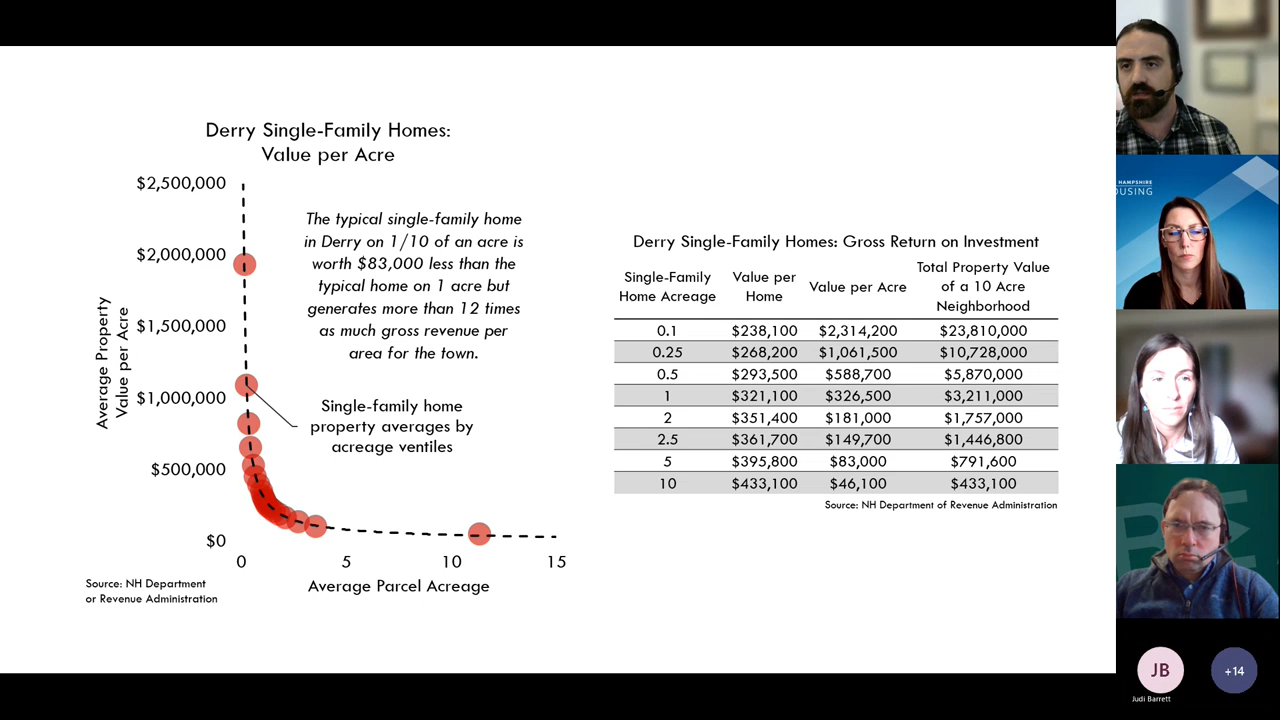 Derry Single-Family Homes:
Value per Acre
$2,500,000
$2,000,000
$1,500,000
$1,000,000
$500,000
$0
Average Property
Value per Acre
The typical single-family home
in Derry on 1/10 of an acre is
worth $83,000 less than the
typical home on 1 acre but
generates more than 12 times
as much gross revenue per
area for the town.
Single-family home
property averages by
acreage ventiles
0 5 10 15
Average Parcel Acreage
Source: NH Department
or Revenue Administration
Derry Single-Family Homes: Gross Return on Investment
Single-Family
Home Acreage
Value per
Home
Value per Acre
Total Property Value
of a 10 Acre
Neighborhood
0.1 $238,100 $2,314,200 $23,810,000
0.25 $268,200 $1,061,500 $10,728,000
0.5 $293,500 $588,700 $5,870,000
1 $321,100 $326,500 $3,211,000
2 $351,400 $181,000 $1,757,000
2.5 $361,700 $149,700 $1,446,800
5 $395,800 $83,000 $791,600
10 $433,100 $46,100 $433,100
Source: NH Department of Revenue Administration
HAMPSHIRE
OUSING
JB
Judi Barrett
+14